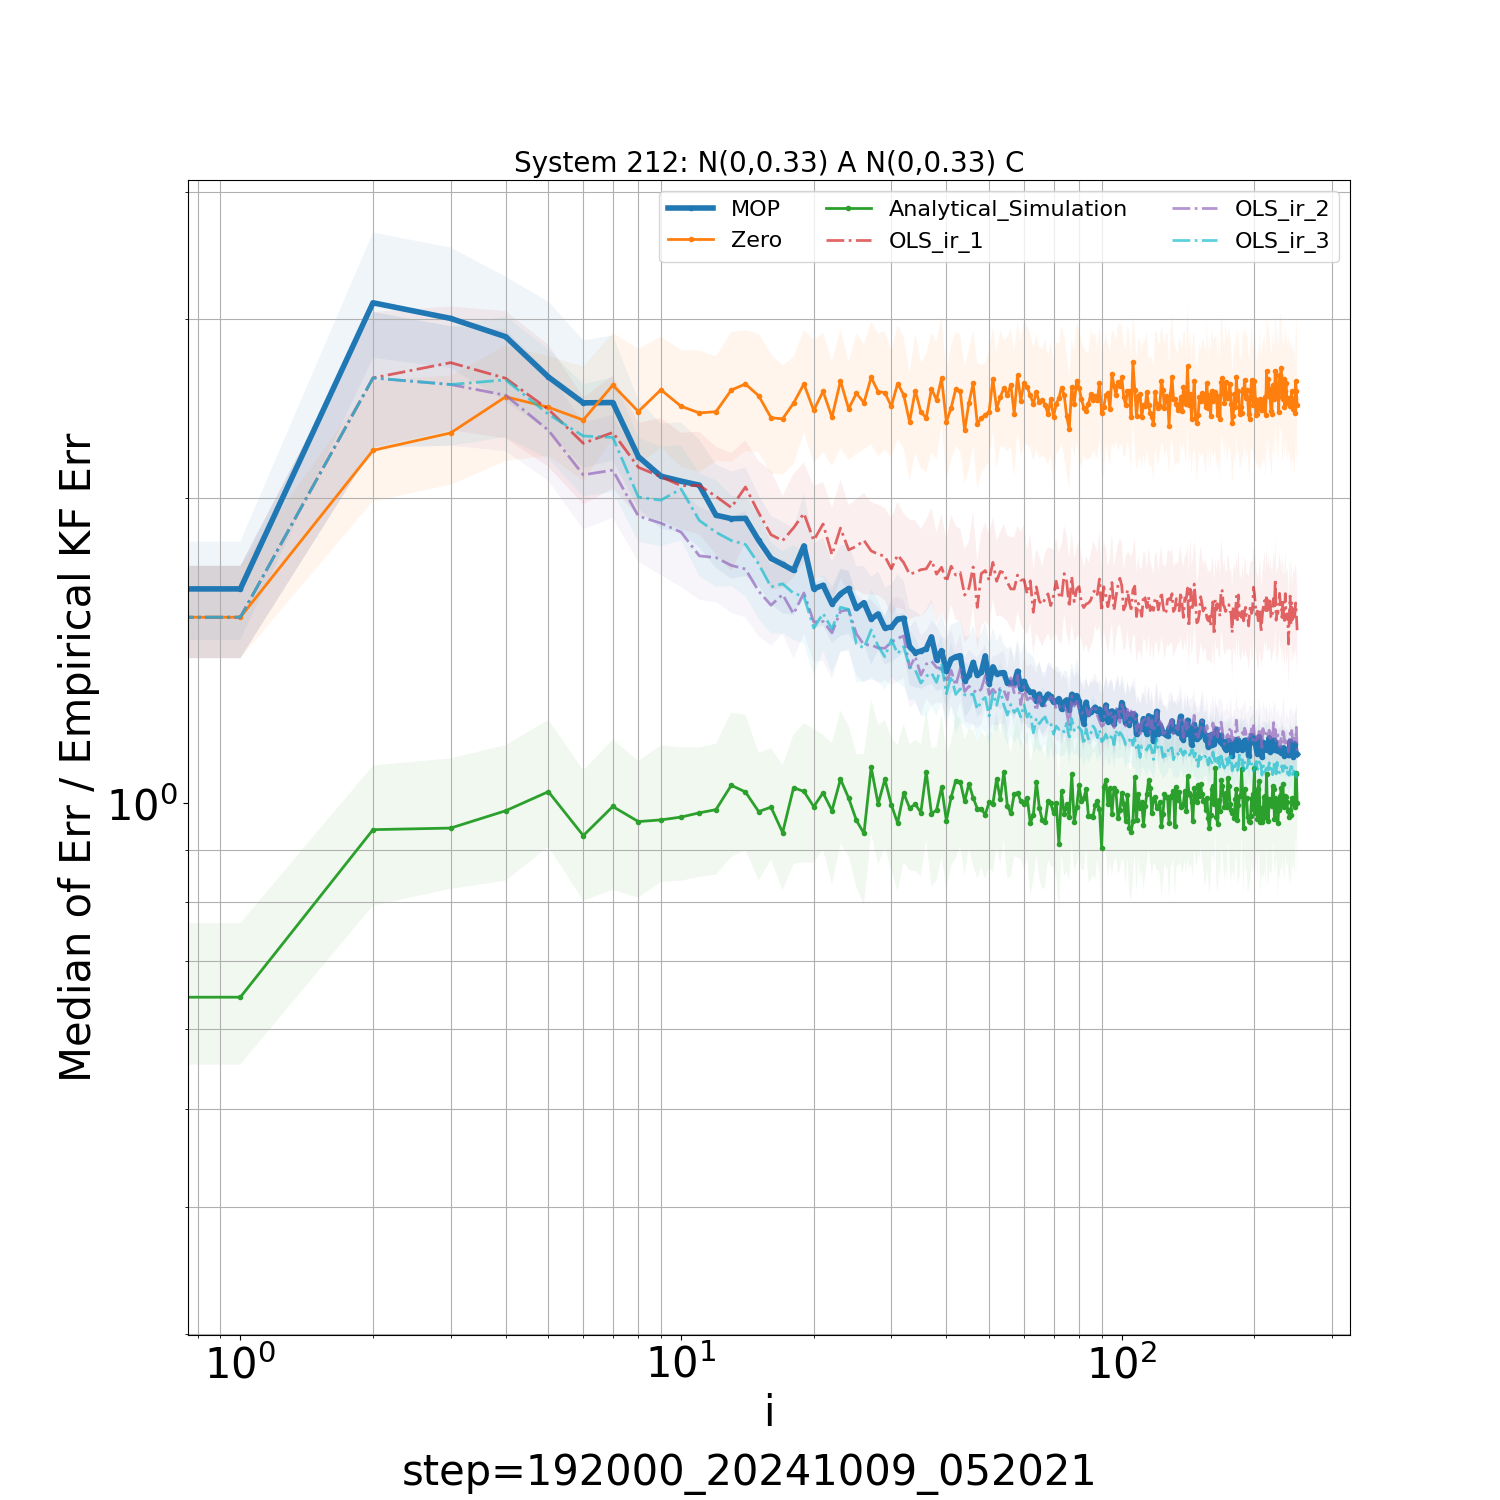 System 212: N(0,0.33) A N(0,0.33) C
MOP
Zero
Analytical_Simulation
OLS_ir_1
OLS_ir_2
OLS_ir_3
Median of Err / Empirical KF Err
10⁰
10⁰ 10¹ 10²
i
step=192000_20241009_052021